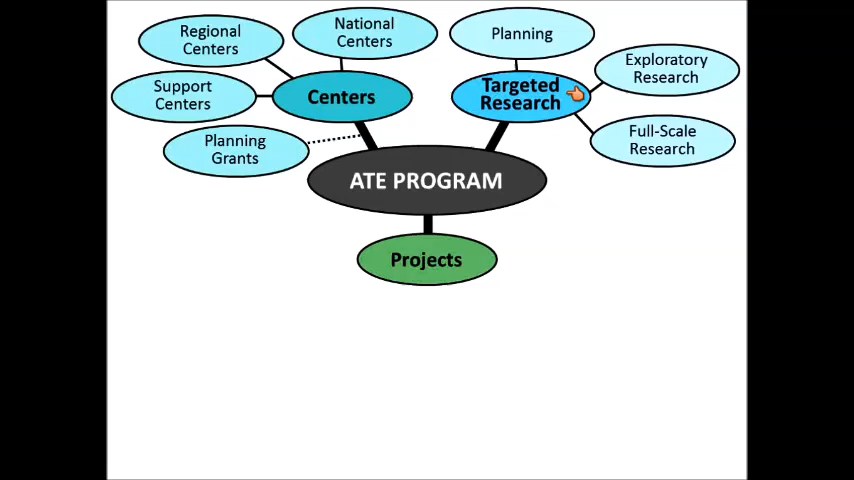 Regional
Centers
National
Centers
Planning
Exploratory
Research
Support
Centers
Centers
Targeted
Research
Planning
Grants
Full-Scale
Research
ATE PROGRAM
Projects